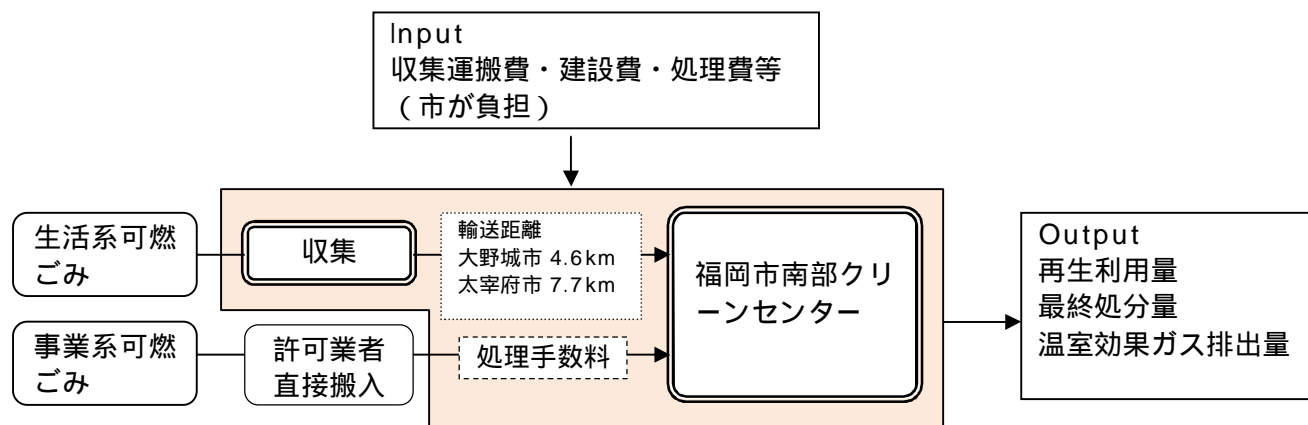 Input
収集運搬費・建設費・処理費等
(市が負担)
生活系可燃
ごみ
収集
輸送距離
大野城市 4.6km
太宰府市 7.7km
福岡市南部クリ
ーンセンター
Output
再生利用量
最終処分量
温室効果ガス排出量
事業系可燃
ごみ
許可業者
直接搬入
処理手数料